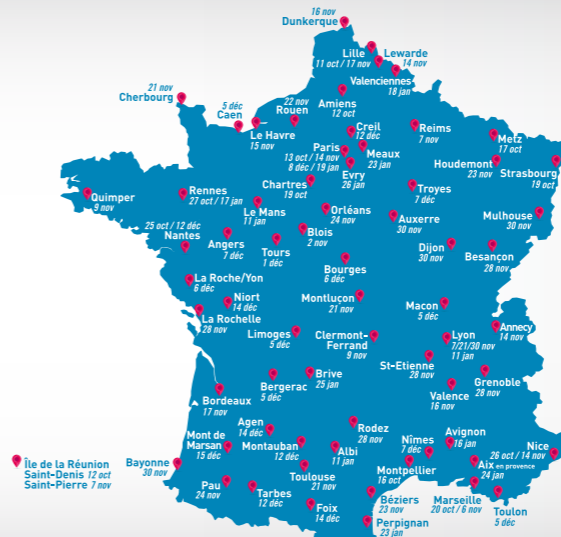 16 nov
Dunkerque
Lille
11 oct / 17 nov
Lewarde
14 nov
Valenciennes
18 jan
21 nov
Cherbourg
5 déc
Caen
22 nov
Rouen
Amiens
12 oct
Le Havre
15 nov
Creil
12 déc
Reims
7 nov
Metz
17 oct
Paris
13 oct / 14 nov
8 déc / 19 jan
Meaux
23 jan
Houdemont
23 nov
Strasbourg
19 oct
Evry
26 jan
Chartres
19 oct
Troyes
7 déc
Quimper
9 nov
Rennes
27 oct / 17 jan
Le Mans
11 jan
Orléans
24 nov
Auxerre
30 nov
Mulhouse
30 nov
25 oct / 12 déc
Nantes
Angers
7 déc
Tours
1 déc
Blois
2 nov
Dijon
30 nov
Besançon
28 nov
Bourges
6 déc
La Roche/Yon
6 déc
Niort
14 déc
Montluçon
21 nov
Macon
5 déc
La Rochelle
28 nov
Limoges
5 déc
Clermont-
Ferrand
9 nov
Lyon
7/21/30 nov
11 jan
Annecy
14 nov
St-Etienne
28 nov
Grenoble
28 nov
Bergerac
5 déc
Brive
25 jan
Valence
16 nov
Bordeaux
17 nov
Agen
14 déc
Rodez
28 nov
Avignon
16 jan
Mont de
Marsan
15 déc
Montauban
12 déc
Albi
11 jan
Nîmes
7 déc
Nice
26 oct / 14 nov
Île de la Réunion
Saint-Denis 12 oct
Saint-Pierre 7 nov
Bayonne
30 nov
Toulouse
21 nov
Montpellier
16 oct
Aix en provence
24 jan
Pau
24 nov
Tarbes
12 déc
Foix
14 déc
Béziers
23 nov
Marseille
20 oct / 6 nov
Toulon
5 déc
Perpignan
23 jan